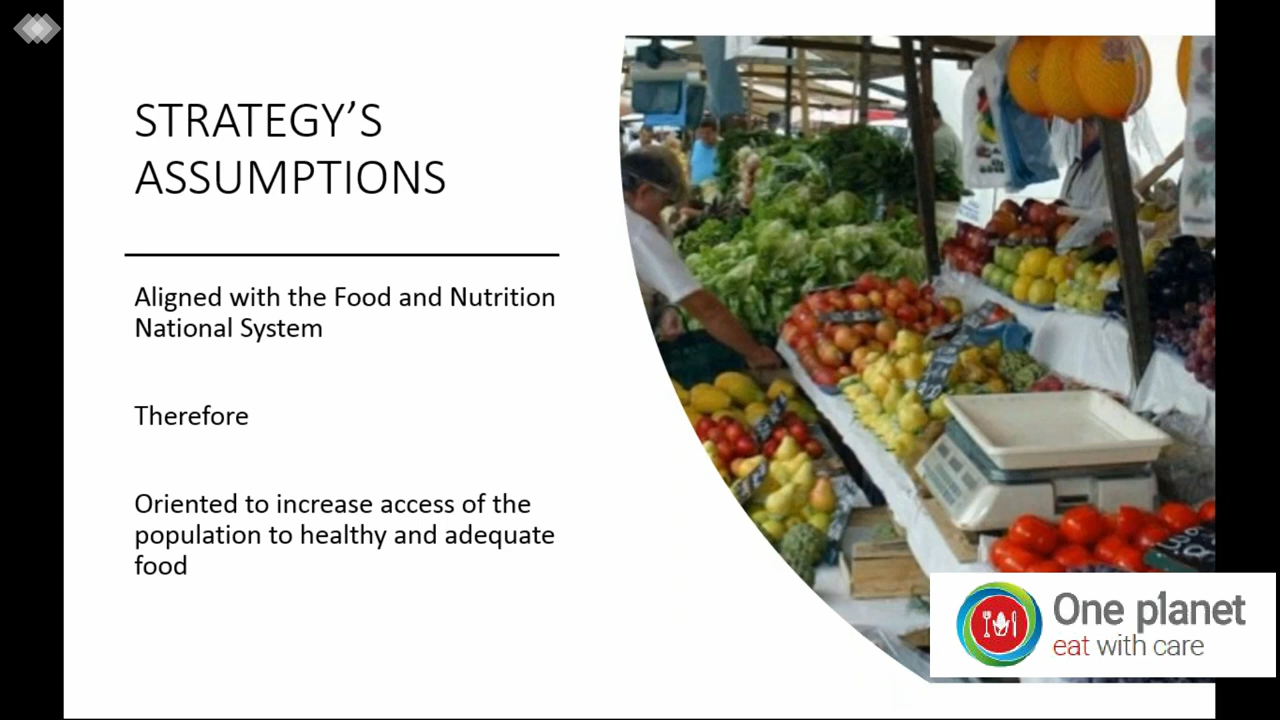 STRATEGY’S
ASSUMPTIONS
Aligned with the Food and Nutrition
National System
Therefore
Oriented to increase access of the
population to healthy and adequate
food
One planet
eat with care